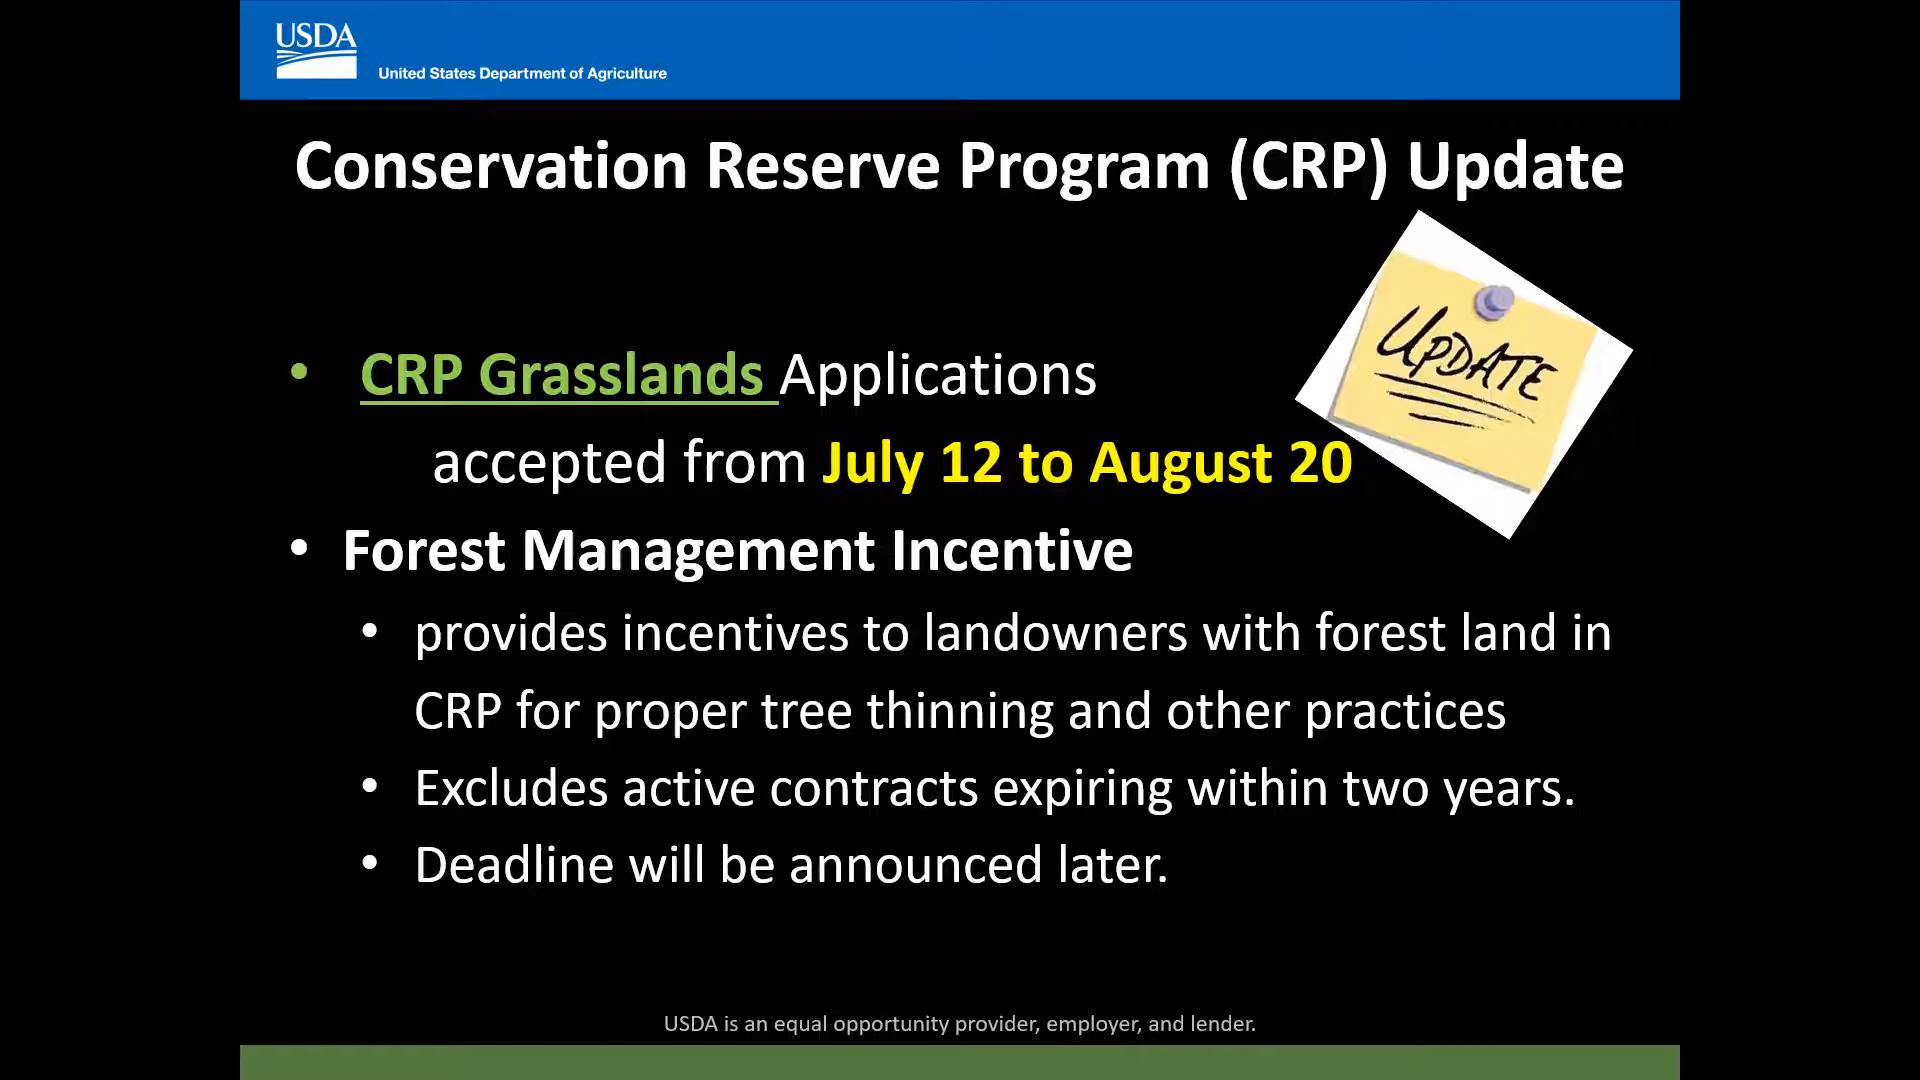 USDA
United States Department of Agriculture
Conservation Reserve Program (CRP) Update
UPDATE
• CRP Grasslands Applications
accepted from July 12 to August 20
• Forest Management Incentive
• provides incentives to landowners with forest land in
CRP for proper tree thinning and other practices
• Excludes active contracts expiring within two years.
• Deadline will be announced later.
USDA is an equal opportunity provider, employer, and lender.